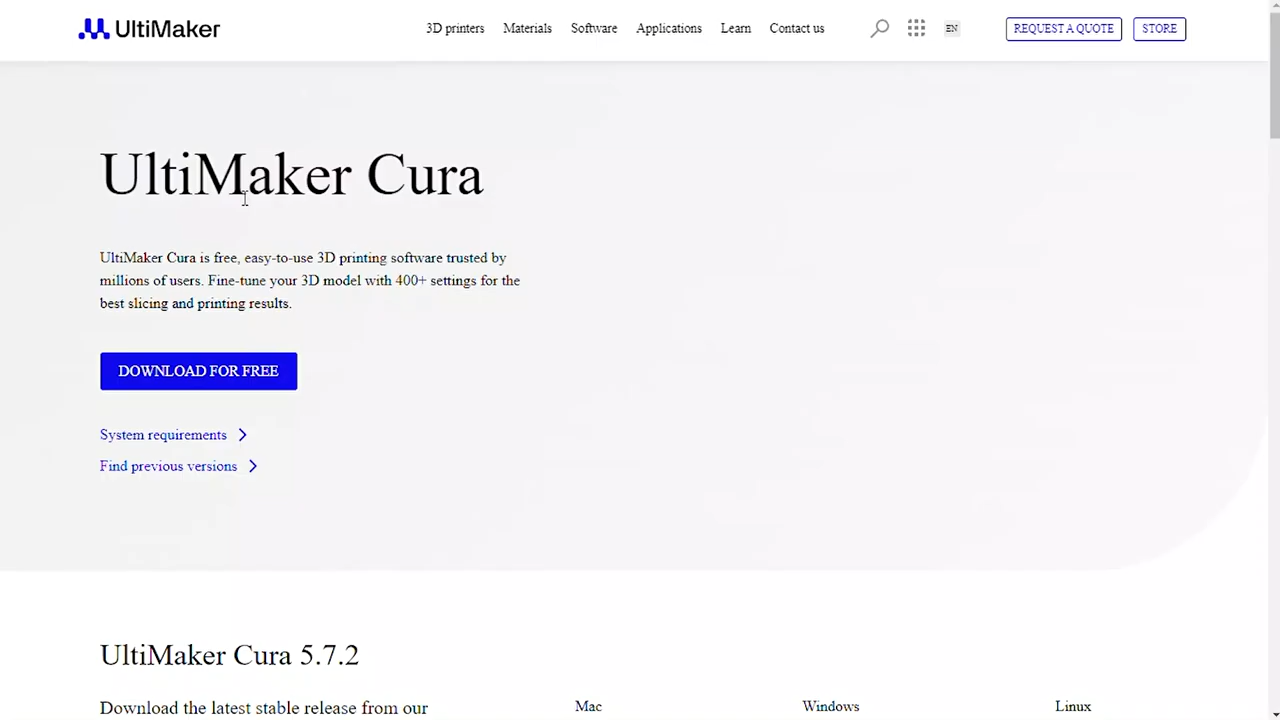 UltiMaker
3D printers Materials Software Applications Learn Contact us
EN
REQUEST A QUOTE STORE
UltiMaker Cura
UltiMaker Cura is free, easy-to-use 3D printing software trusted by
millions of users. Fine-tune your 3D model with 400+ settings for the
best slicing and printing results.
DOWNLOAD FOR FREE
System requirements
Find previous versions
UltiMaker Cura 5.7.2
Download the latest stable release from our
Mac Windows Linux